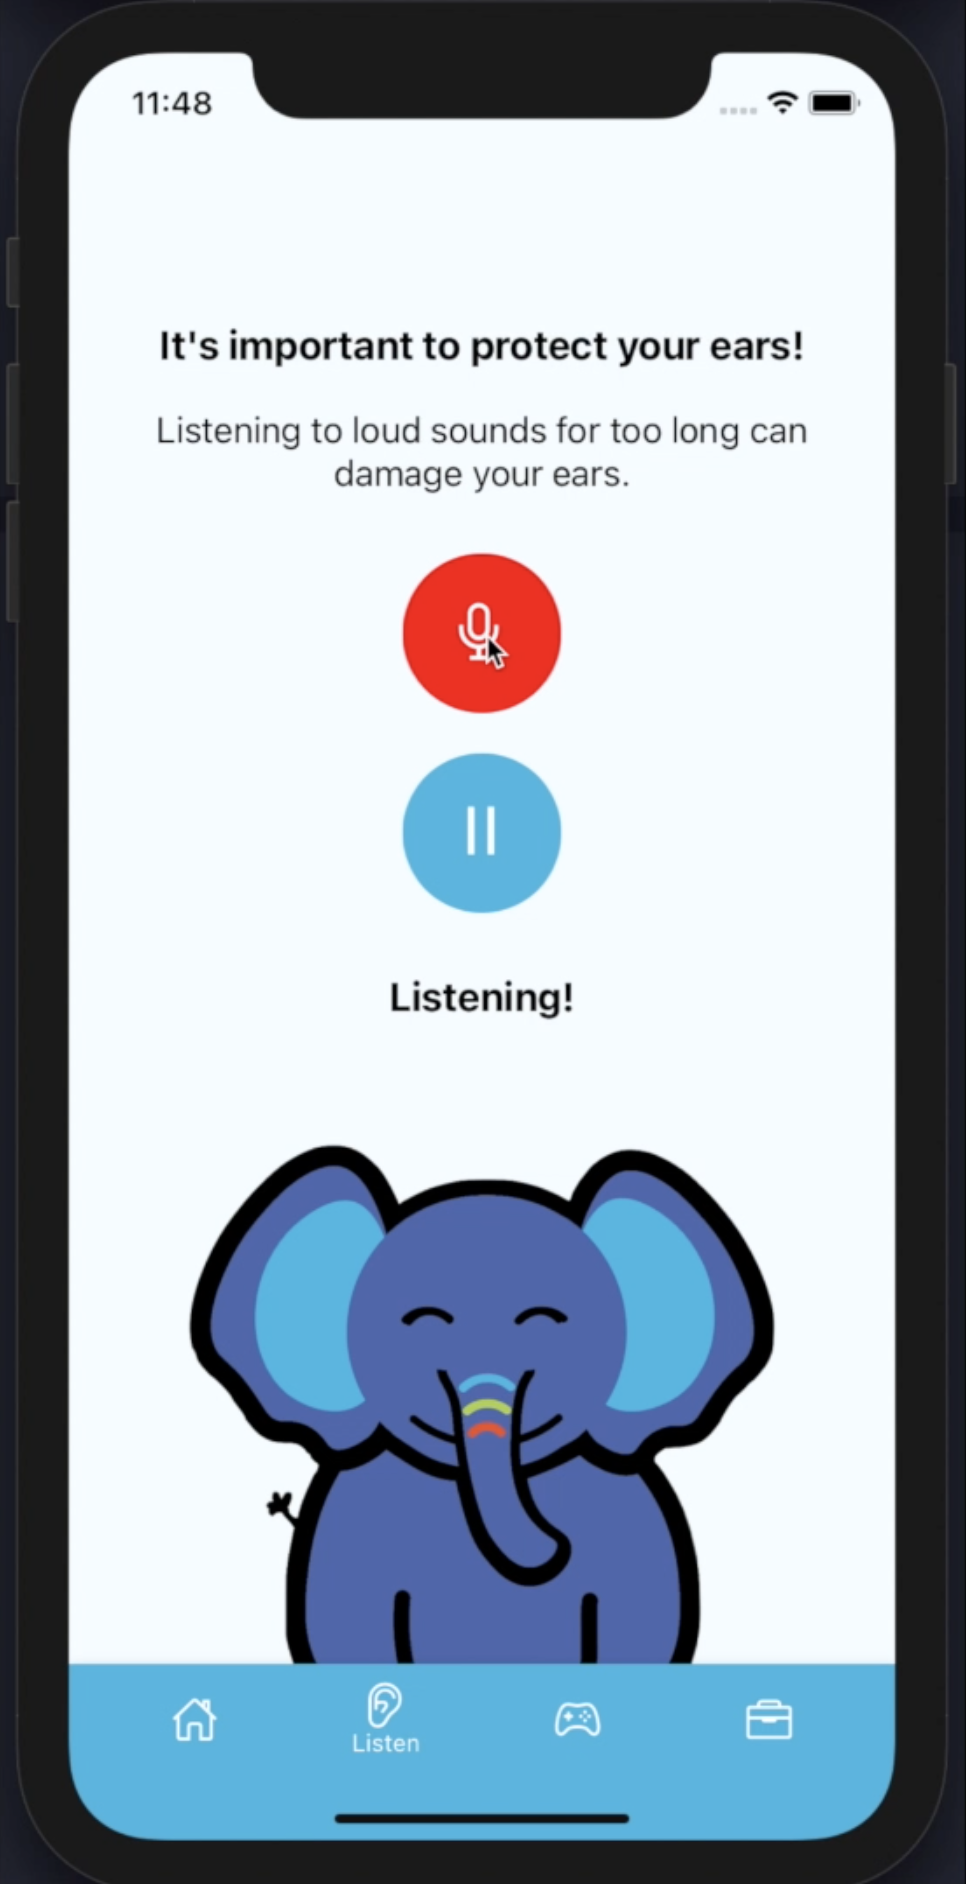 11:48
It's important to protect your ears!
Listening to loud sounds for too long can
damage your ears.
Listening!
Listen